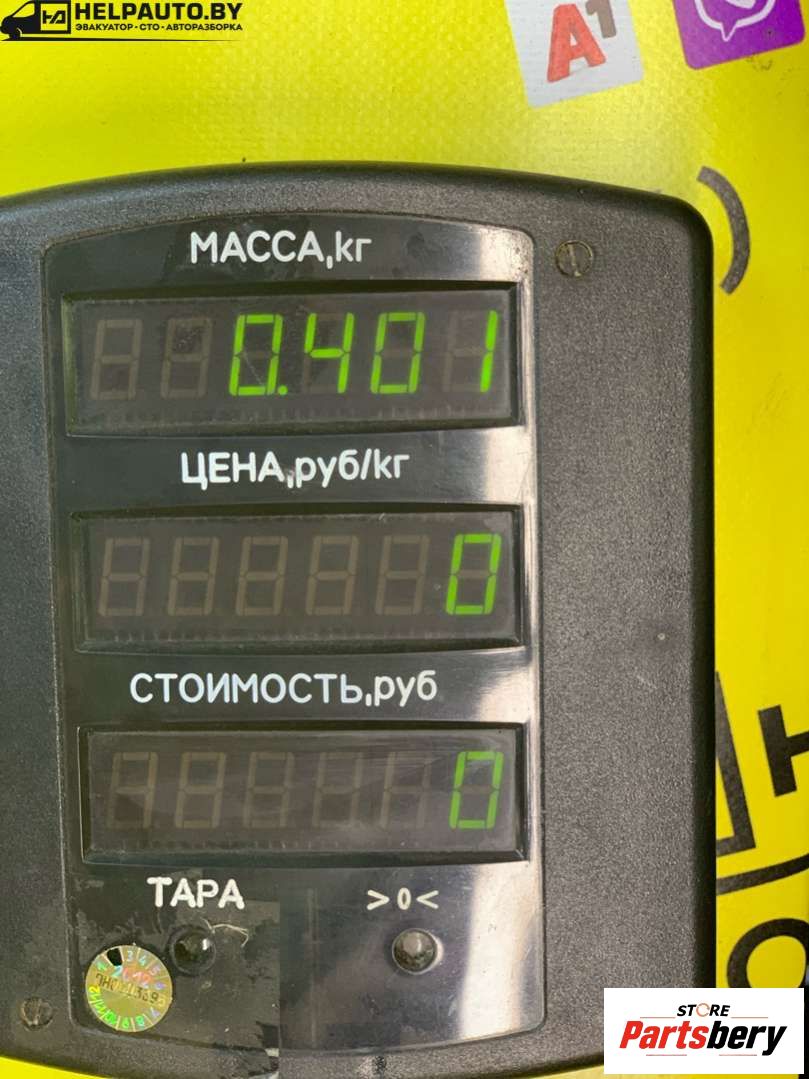 HELPAUTO.BY
ЭВАКУАТОР • СТО • АВТОРАЗБОРКА
A1
МАССА,кг
0.401
ЦЕНА,руб/кг
0
СТОИМОСТЬ,руб
0
ТАРА >0<
STORE
Partsbery